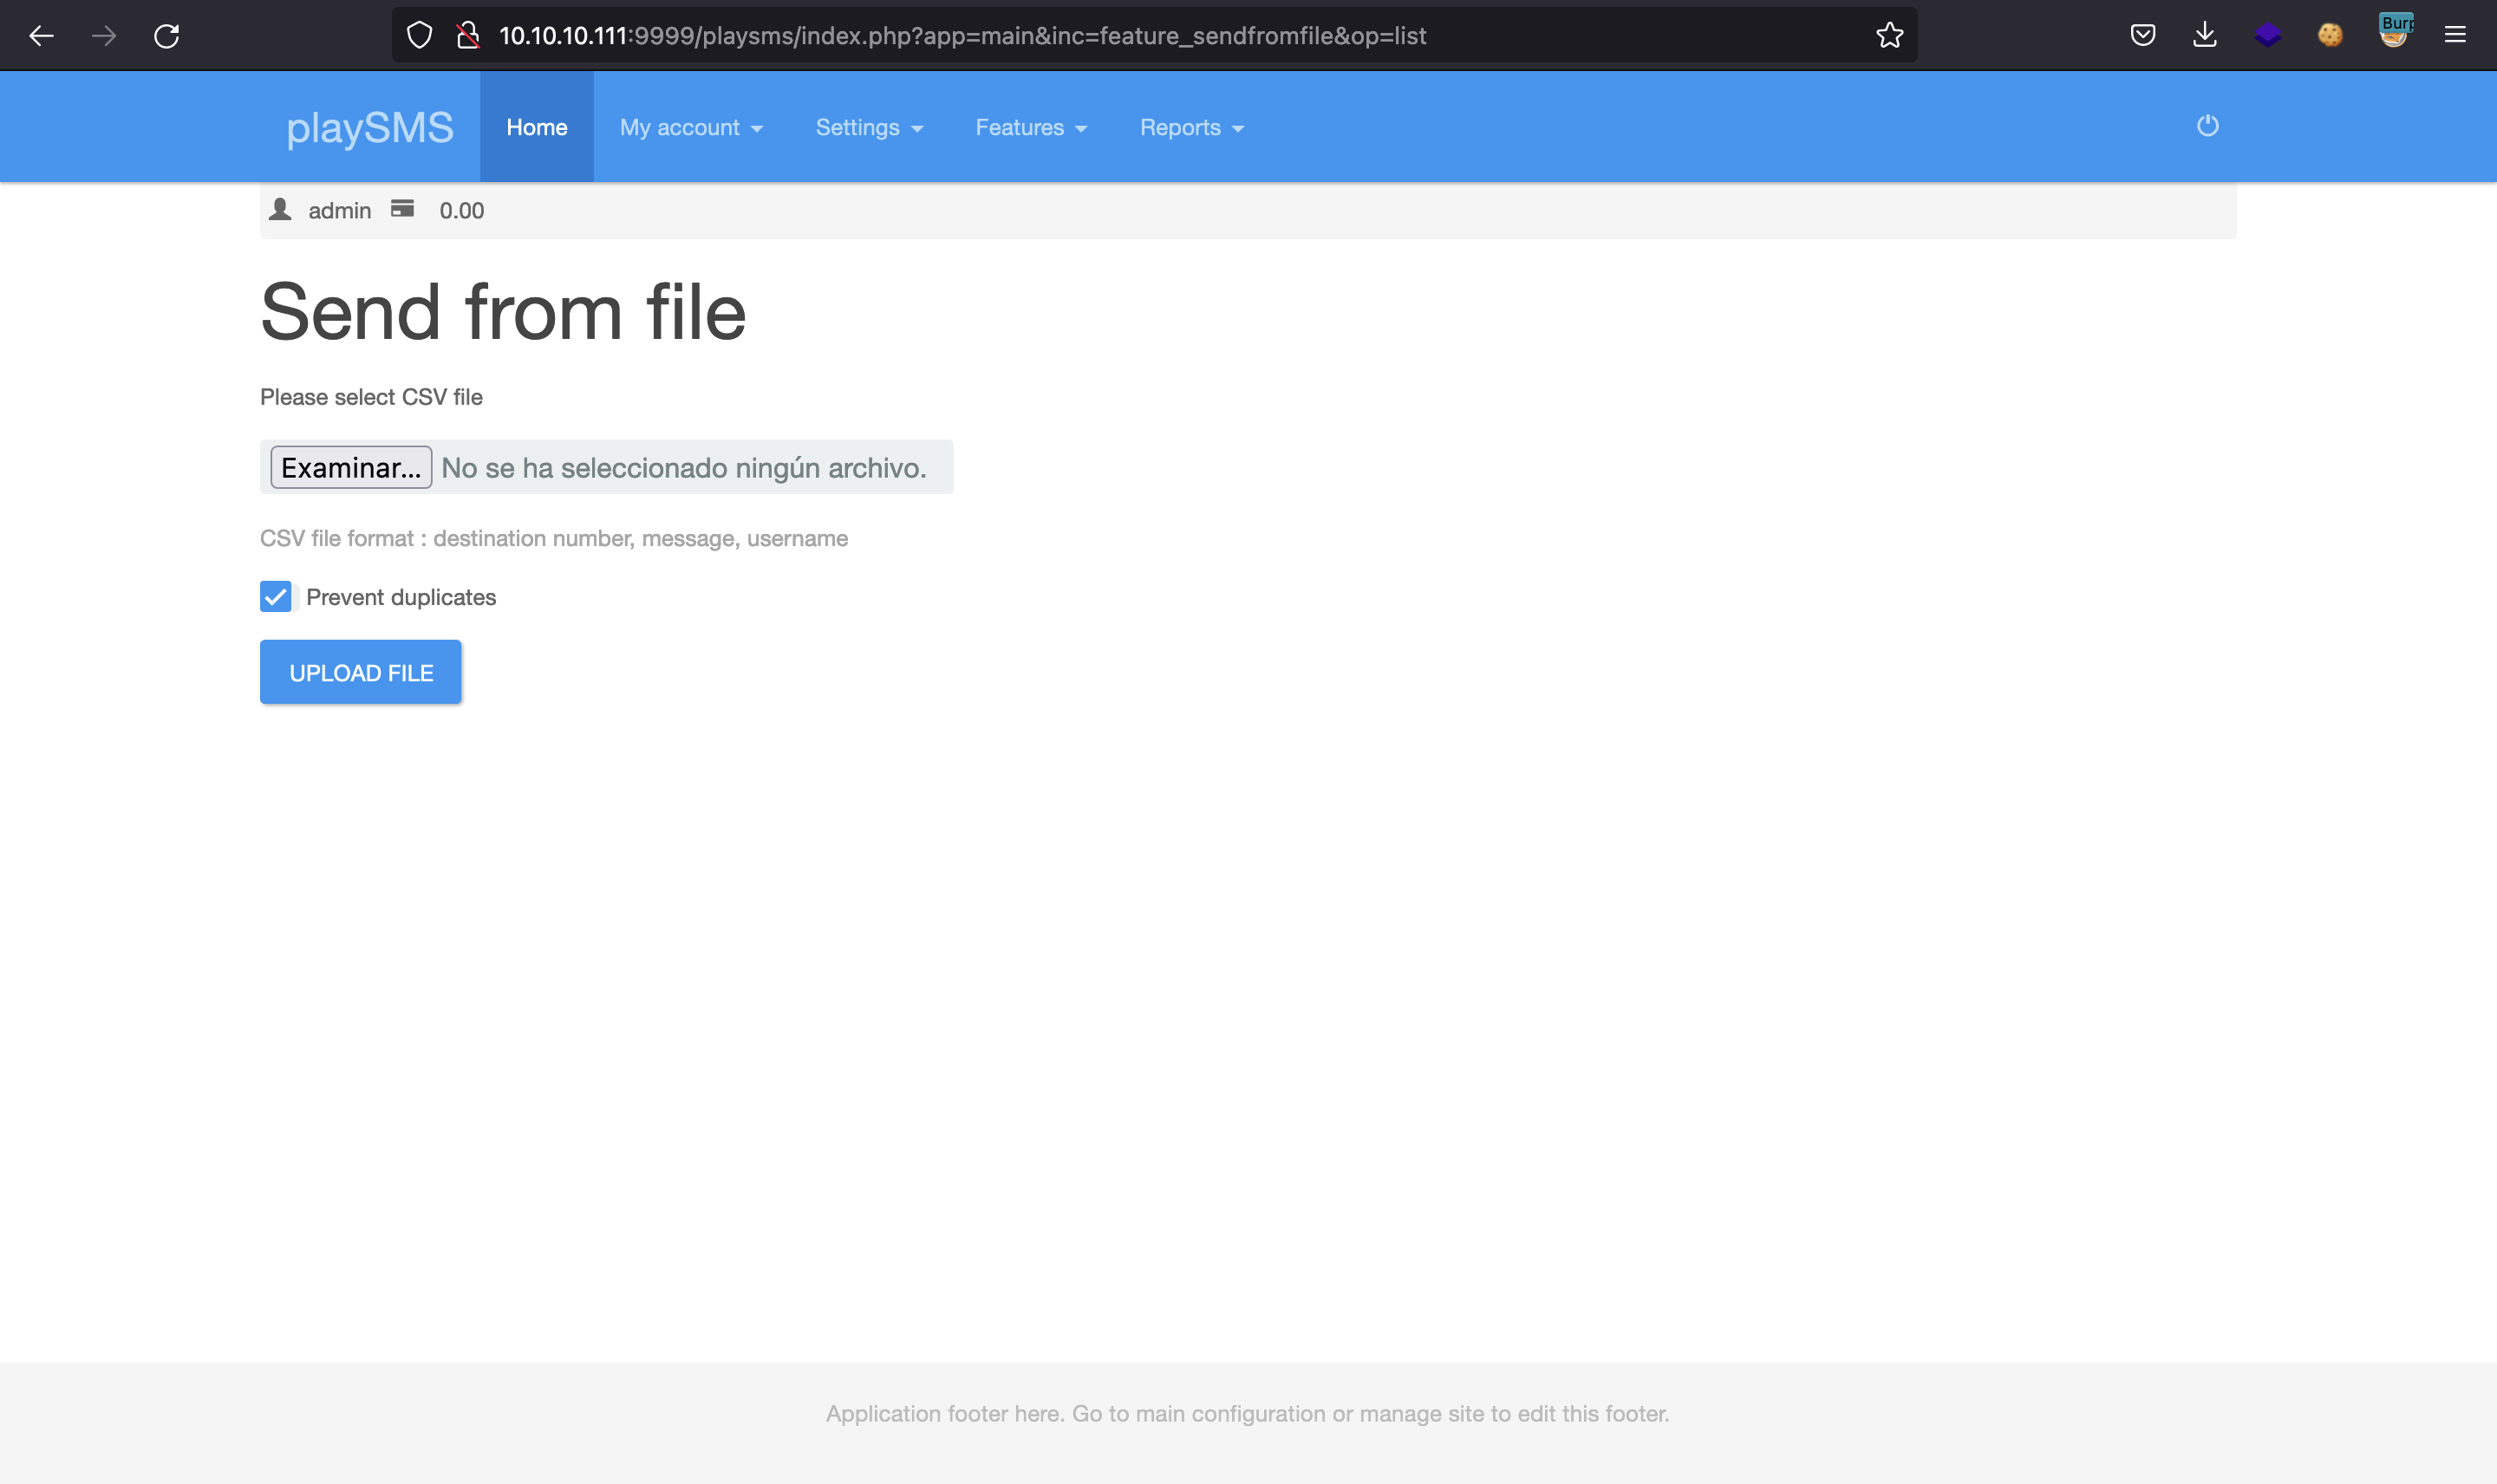 10.10.10.111:9999/playsms/index.php?app=main&inc=feature_sendfromfile&op=list
Burp
playSMS Home My account Settings Features Reports
admin 0.00
Send from file
Please select CSV file
Examinar... No se ha seleccionado ningún archivo.
CSV file format : destination number, message, username
Prevent duplicates
UPLOAD FILE
Application footer here. Go to main configuration or manage site to edit this footer.